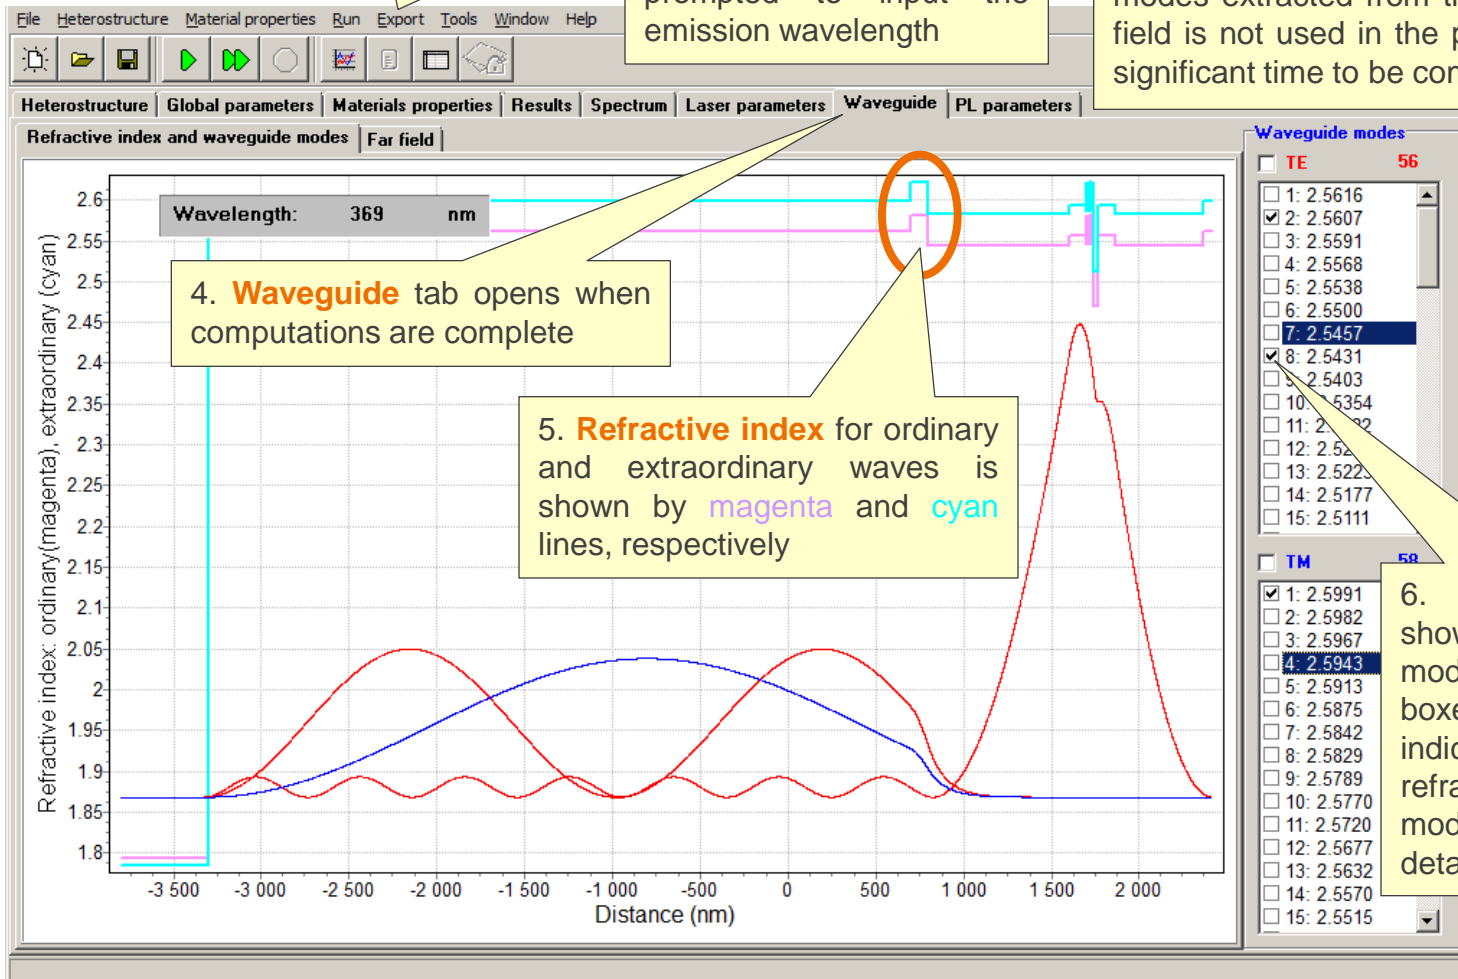 prompted to input the
emission wavelength
modes extracted from
field is not used in the
significant time to be
File Heterostructure Material properties Run Export Tools Window Help
Heterostructure Global parameters Materials properties Results Spectrum Laser parameters Waveguide PL parameters
Refractive index and waveguide modes Far field
Wavelength: 369 nm
4. Waveguide tab opens when
computations are complete
5. Refractive index for ordinary
and extraordinary waves is
shown by magenta and cyan
lines, respectively
Refractive index: ordinary(magenta), extraordinary (cyan)
2.6
2.55
2.5
2.45
2.4
2.35
2.3
2.25
2.2
2.15
2.1
2.05
2
1.95
1.9
1.85
1.8
-3 500 -3 000 -2 500 -2 000 -1 500 -1 000 -500 0 500 1 000 1 500 2 000
Distance (nm)
Waveguide modes
TE 56
1: 2.5616
2: 2.5607
3: 2.5591
4: 2.5568
5: 2.5538
6: 2.5500
7: 2.5457
8: 2.5431
9: 2.5403
10: 2.5354
11:
12:
13: 2.5223
14: 2.5177
15: 2.5111
TM 58
1: 2.5991
2: 2.5982
3: 2.5967
4: 2.5943
5: 2.5913
6: 2.5875
7: 2.5842
8: 2.5829
9: 2.5789
10: 2.5770
11: 2.5720
12: 2.5677
13: 2.5632
14: 2.5570
15: 2.5515
6.